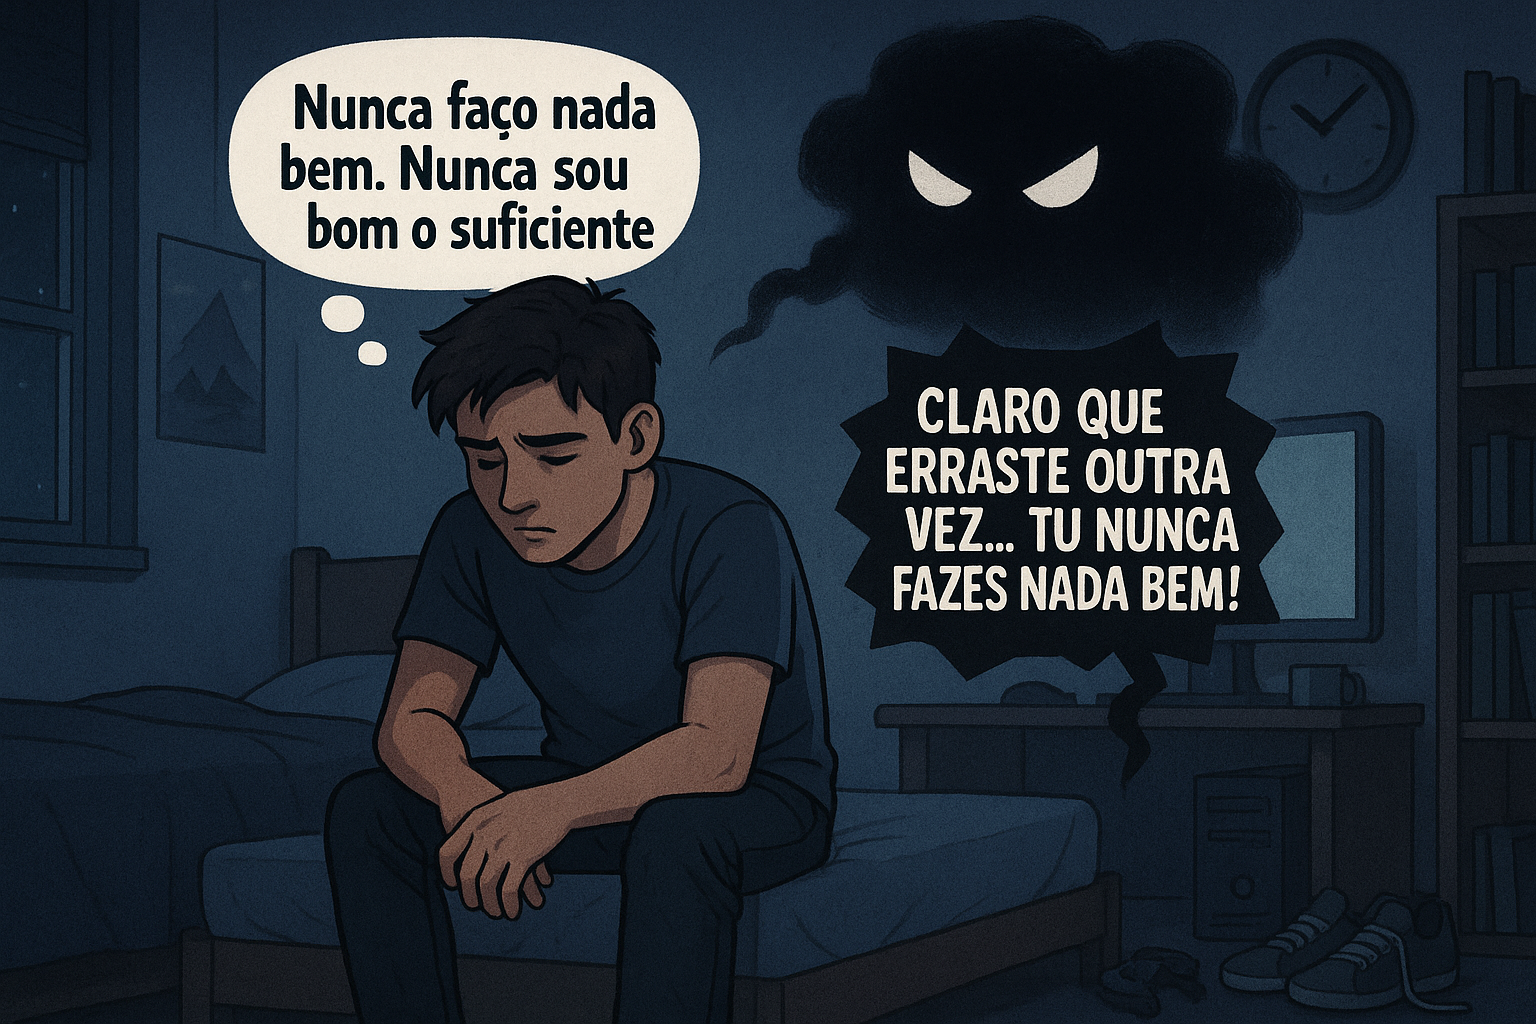 Nunca faço nada
bem. Nunca sou
bom o suficiente
CLARO QUE
ERRASTE OUTRA
VEZ... TU NUNCA
FAZES NADA BEM!